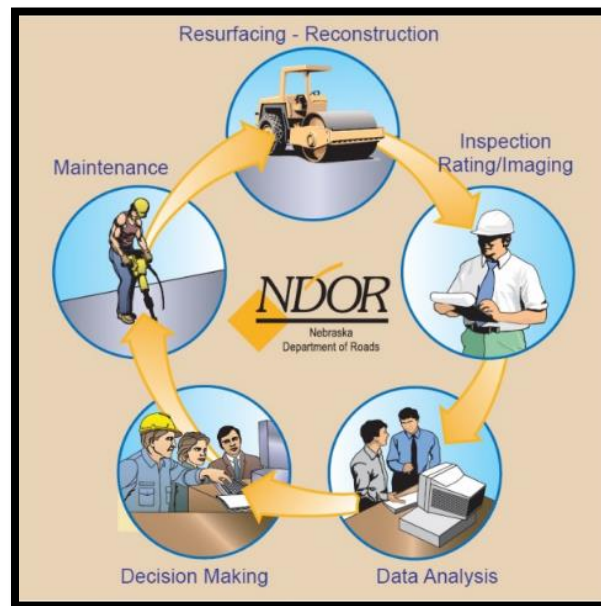 Resurfacing - Reconstruction
Inspection
Rating/Imaging
Maintenance
NDOR
Nebraska
Department of Roads
Decision Making
Data Analysis